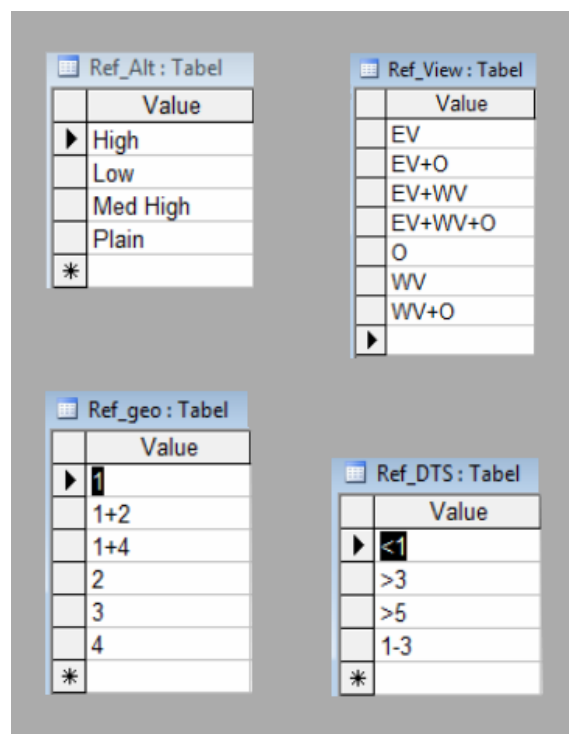 Ref_Alt : Tabel
Value
High
Low
Med High
Plain
Ref_View : Tabel
Value
EV
EV+O
EV+WV
EV+WV+O
O
WV
WV+O
Ref_geo : Tabel
Value
1
1+2
1+4
2
3
4
Ref_DTS : Tabel
Value
<1
>3
>5
1-3